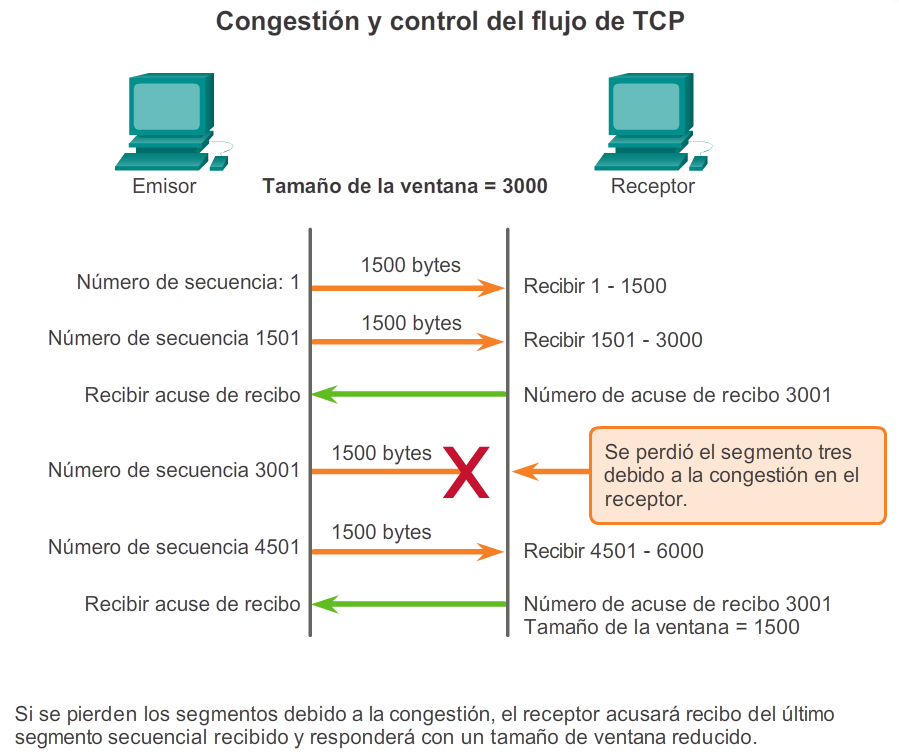 Congestión y control del flujo de TCP
Emisor
Tamaño de la ventana = 3000
Receptor
1500 bytes
Número de secuencia: 1
Recibir 1 - 1500
1500 bytes
Número de secuencia 1501
Recibir 1501 - 3000
Recibir acuse de recibo
Número de acuse de recibo 3001
1500 bytes
Número de secuencia 3001
Se perdió el segmento tres
debido a la congestión en el
receptor.
1500 bytes
Número de secuencia 4501
Recibir 4501 - 6000
Recibir acuse de recibo
Número de acuse de recibo 3001
Tamaño de la ventana = 1500
Si se pierden los segmentos debido a la congestión, el receptor acusará recibo del último
segmento secuencial recibido y responderá con un tamaño de ventana reducido.